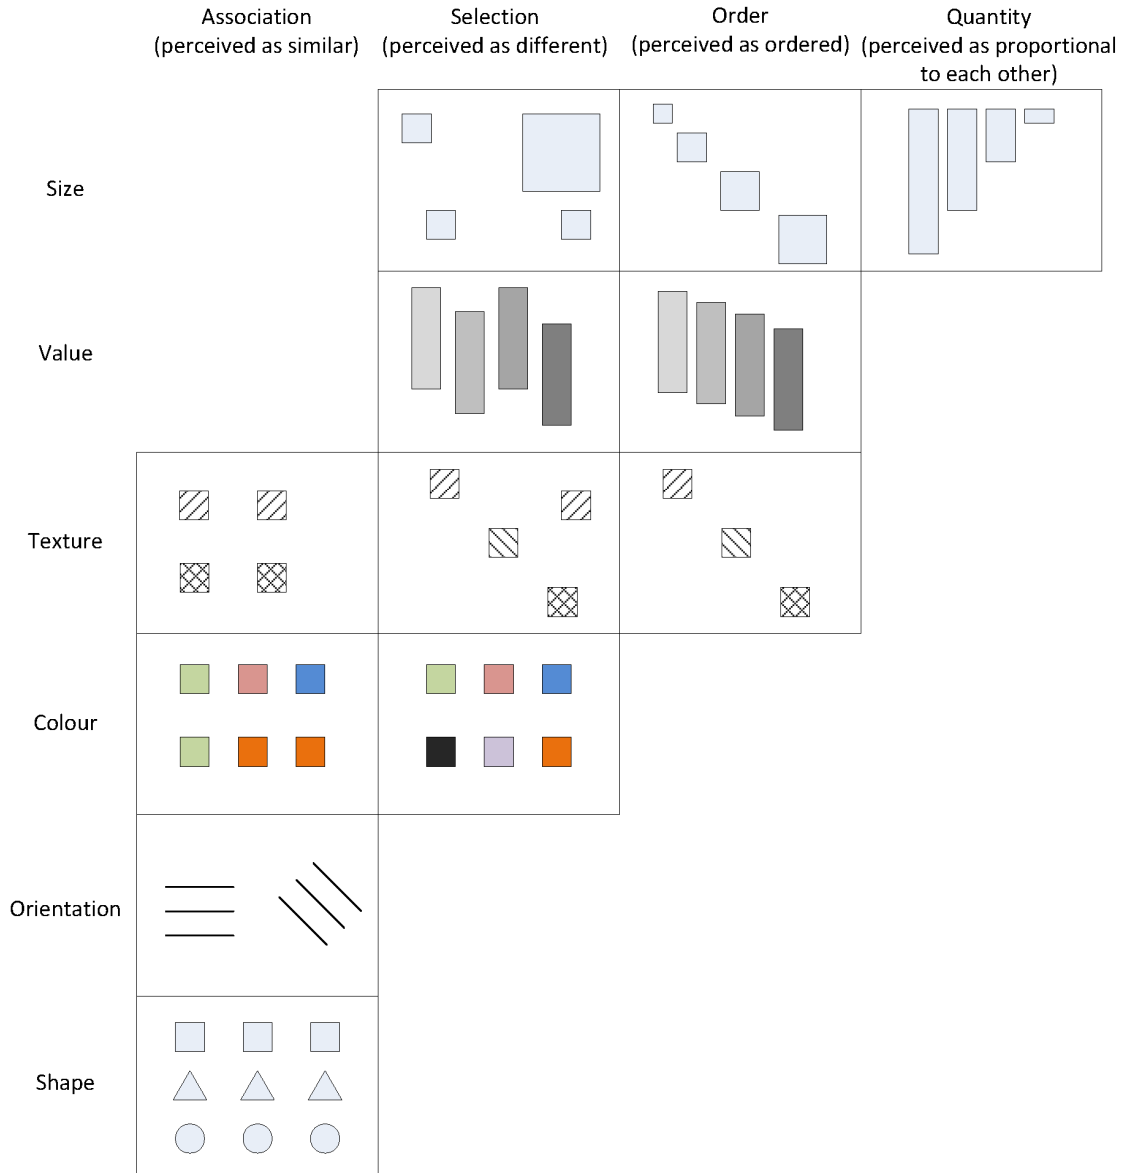 Association
(perceived as similar)
Selection
(perceived as different)
Order
(perceived as ordered)
Quantity
(perceived as proportional
to each other)
Size
Value
Texture
Colour
Orientation
Shape